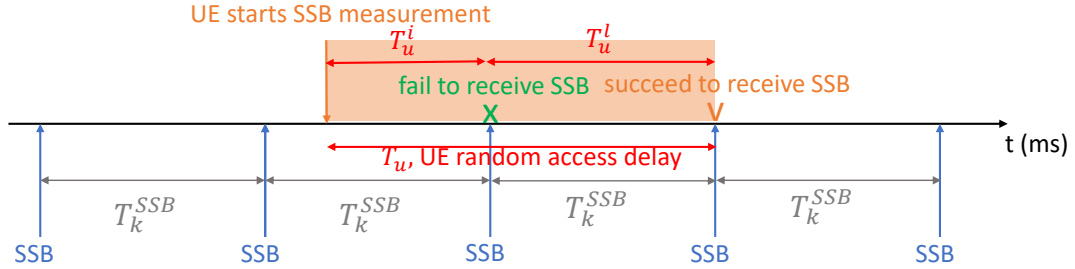 UE starts SSB measurement
T_u^i T_u^l
fail to receive SSB succeed to receive SSB
X V
t (ms)
T_u, UE random access delay
T_k^{SSB} T_k^{SSB} T_k^{SSB} T_k^{SSB}
SSB SSB SSB SSB SSB